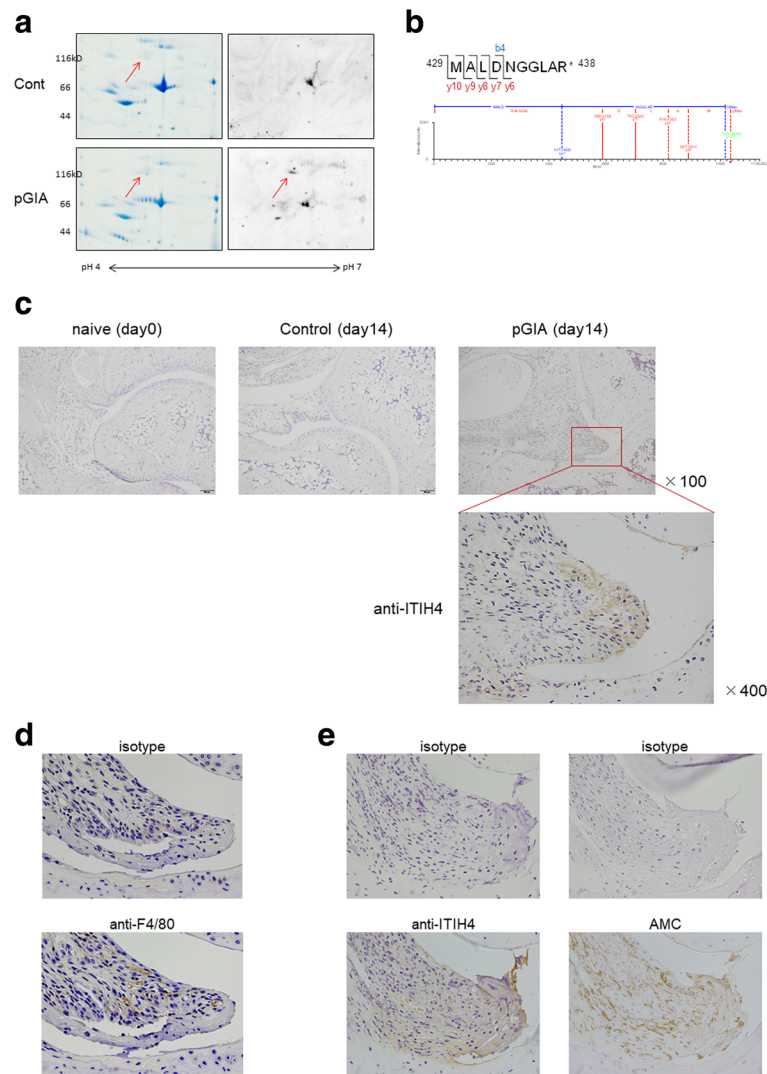 a
116kD
Cont
66
44
116kD
pGIA
66
44
pH 4
pH 7
b
b4
429 MALDNGGLAR+ 438
y10 y9 y8 y7 y6
c
naive (day0)
Control (day14)
pGIA (day14)
×100
anti-ITIH4
×400
d
isotype
anti-F4/80
e
isotype
isotype
anti-ITIH4
AMC